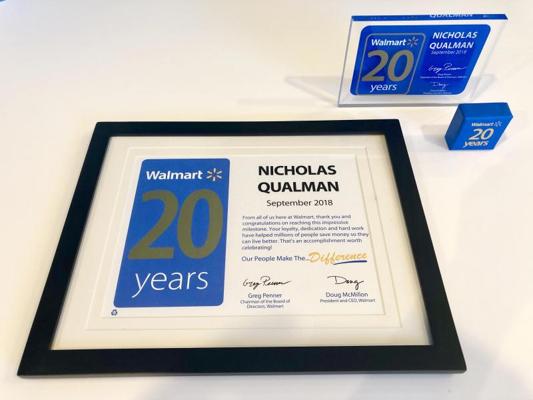 Walmart
20
years
NICHOLAS
QUALMAN
September 2018
Walmart
20
years
Walmart
20
years
NICHOLAS
QUALMAN
September 2018
From all of us here at Walmart, thank you and
congratulations on reaching this impressive
milestone. Your loyalty, dedication and hard work
have helped millions of people save money so they
can live better. That's an accomplishment worth
celebrating!
Our People Make The...Difference
Greg Penner
Doug
Greg Penner
Chairman of the Board of
Directors, Walmart
Doug McMillon
President and CEO, Walmart